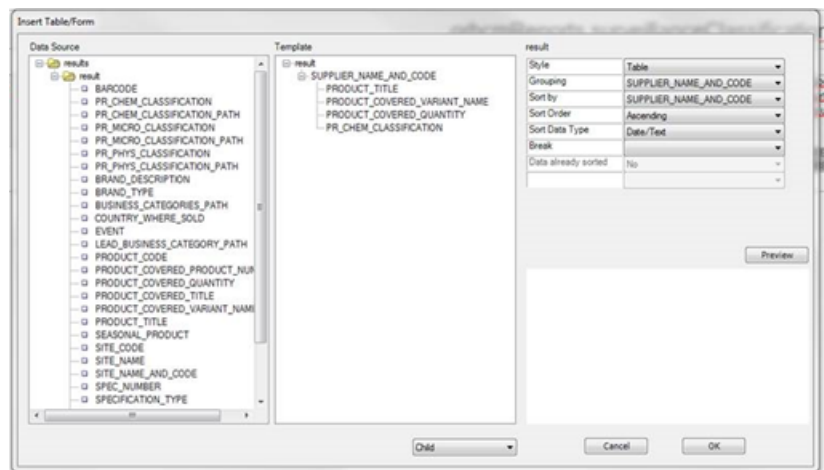 Insert Table/Form
Data Source
results
result
BARCODE
PR_CHEM_CLASSIFICATION
PR_CHEM_CLASSIFICATION_PATH
PR_MICRO_CLASSIFICATION
PR_MICRO_CLASSIFICATION_PATH
PR_PHYS_CLASSIFICATION
PR_PHYS_CLASSIFICATION_PATH
BRAND_DESCRIPTION
BRAND_TYPE
BUSINESS_CATEGORIES_PATH
COUNTRY_WHERE_SOLD
EVENT
LEAD_BUSINESS_CATEGORY_PATH
PRODUCT_CODE
PRODUCT_COVERED_PRODUCT_NUM
PRODUCT_COVERED_QUANTITY
PRODUCT_COVERED_TITLE
PRODUCT_COVERED_VARIANT_NAME
PRODUCT_TITLE
SEASONAL_PRODUCT
SITE_CODE
SITE_NAME
SITE_NAME_AND_CODE
SPEC_NUMBER
SPECIFICATION_TYPE
Template
result
SUPPLIER_NAME_AND_CODE
PRODUCT_TITLE
PRODUCT_COVERED_VARIANT_NAME
PRODUCT_COVERED_QUANTITY
PR_CHEM_CLASSIFICATION
result
Style Table
Grouping SUPPLIER_NAME_AND_CODE
Sort by SUPPLIER_NAME_AND_CODE
Sort Order Ascending
Sort Data Type Date/Text
Break
Data already sorted No
Preview
Child
Cancel
OK